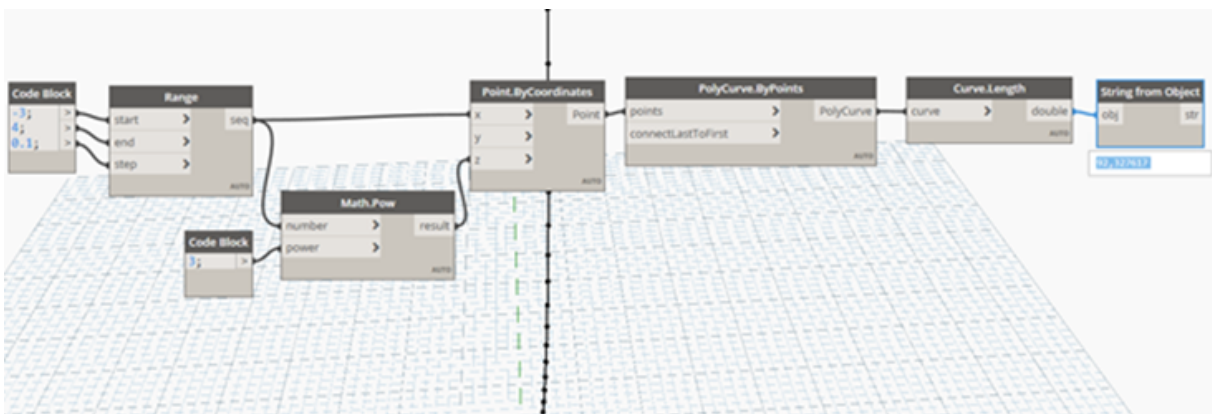 Code Block
-3; >
4; >
0.1; >
Range
start >
end >
step >
seq
AUTO
Code Block
3; >
Math.Pow
number >
power >
result
AUTO
Point.ByCoordinates
x >
y >
z >
Point
AUTO
PolyCurve.ByPoints
points >
connectLastToFirst >
PolyCurve
AUTO
Curve.Length
curve >
double
AUTO
String from Object
obj
str
92,327617